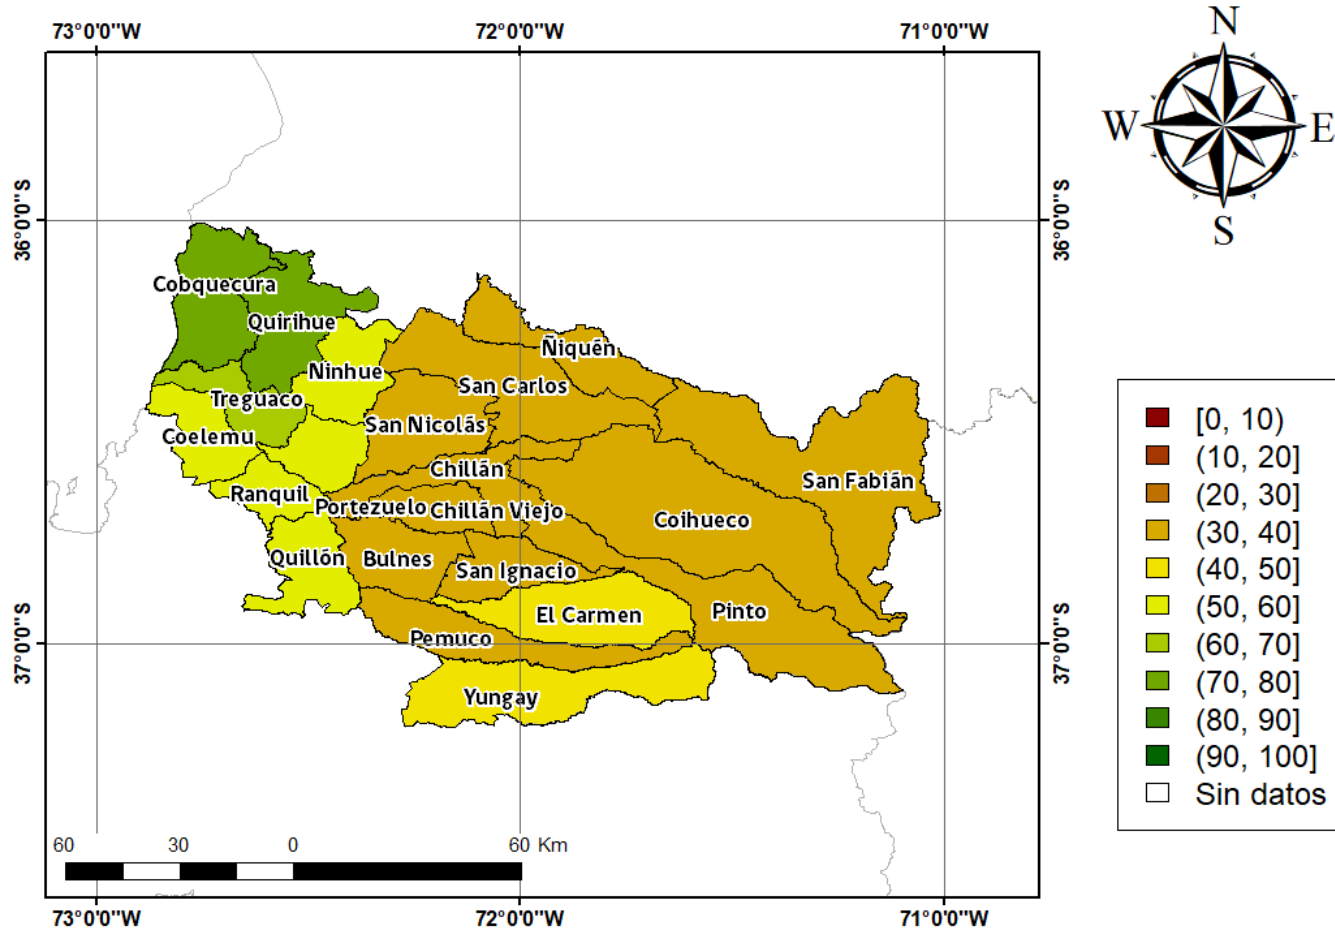 73°0'0"W 72°0'0"W 71°0'0"W
N
W E
S
36°0'0"S 36°0'0"S
Cobquecura
Quirihue
Ñiquén
Ninhue
San Carlos
Treguaco
San Nicolás
Coelemu
Chillán
San Fabián
Ranquil
Portezuelo Chillán Viejo
Coihueco
Quillón Bulnes
San Ignacio
El Carmen Pinto
Pemuco
37°0'0"S 37°0'0"S
Yungay
[0, 10)
(10, 20]
(20, 30]
(30, 40]
(40, 50]
(50, 60]
(60, 70]
(70, 80]
(80, 90]
(90, 100]
Sin datos
60 30 0 60 Km
73°0'0"W 72°0'0"W 71°0'0"W